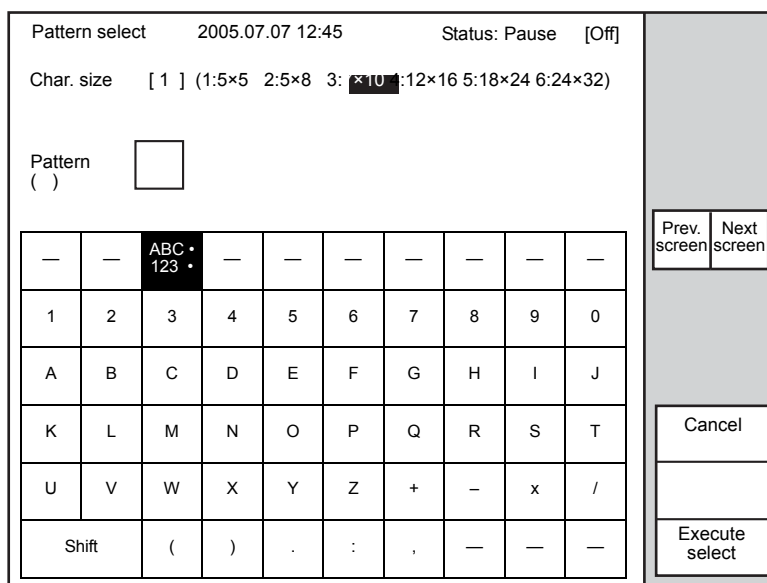 Pattern select 2005.07.07 12:45 Status: Pause [Off]
Char. size [ 1 ] (1:5×5 2:5×8 3: ×10 4:12×16 5:18×24 6:24×32)
Pattern
( )
Prev. screen Next screen
— — ABC • 123 • — — — — — — —
1 2 3 4 5 6 7 8 9 0
A B C D E F G H I J
K L M N O P Q R S T
Cancel
U V W X Y Z + – x /
Shift ( ) . : , — — —
Execute
select